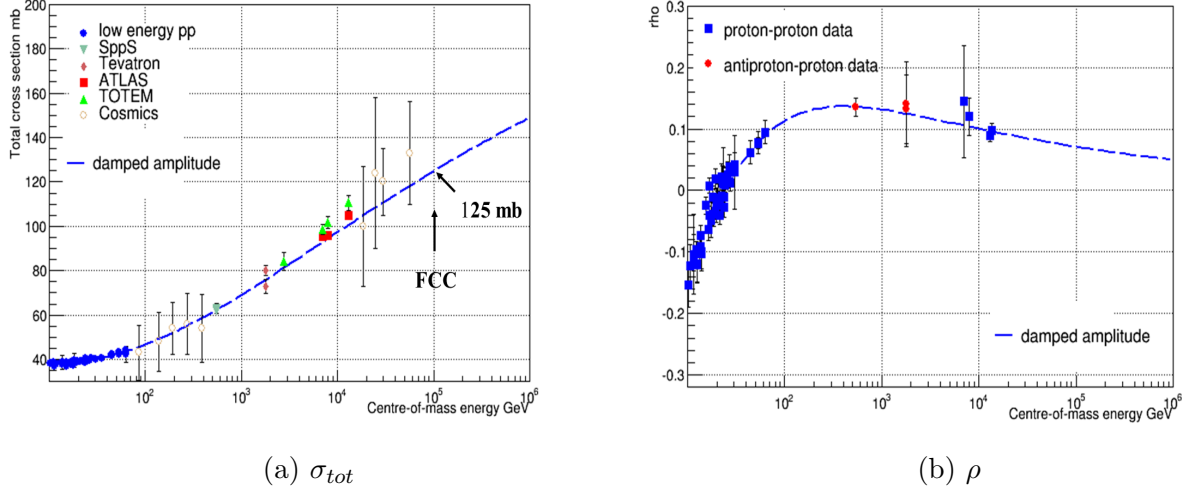 Total cross section mb
200
180
160
140
120
100
80
60
40
low energy pp
SppS
Tevatron
ATLAS
TOTEM
Cosmics
damped amplitude
125 mb
FCC
10²
10³
10⁴
10⁵
10⁶
Centre-of-mass energy GeV
(a) σtot
rho
0.3
0.2
0.1
0
-0.1
-0.2
-0.3
proton-proton data
antiproton-proton data
damped amplitude
10²
10³
10⁴
10⁵
10⁶
Centre-of-mass energy GeV
(b) ρ